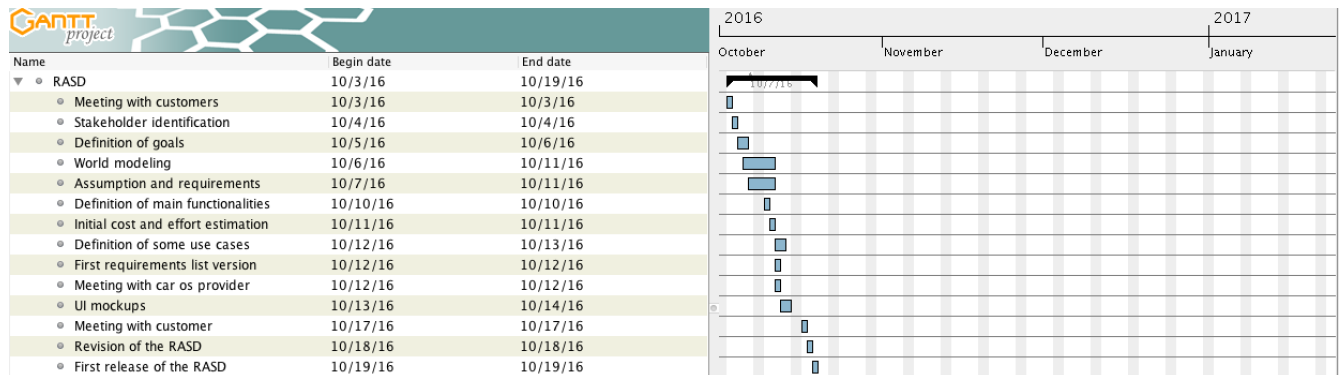 GANTT
project
2016 2017
October November December January
Name Begin date End date
RASD 10/3/16 10/19/16
10/2/16
Meeting with customers 10/3/16 10/3/16
Stakeholder identification 10/4/16 10/4/16
Definition of goals 10/5/16 10/6/16
World modeling 10/6/16 10/11/16
Assumption and requirements 10/7/16 10/11/16
Definition of main functionalities 10/10/16 10/10/16
Initial cost and effort estimation 10/11/16 10/11/16
Definition of some use cases 10/12/16 10/13/16
First requirements list version 10/12/16 10/12/16
Meeting with car os provider 10/12/16 10/12/16
UI mockups 10/13/16 10/14/16
Meeting with customer 10/17/16 10/17/16
Revision of the RASD 10/18/16 10/18/16
First release of the RASD 10/19/16 10/19/16